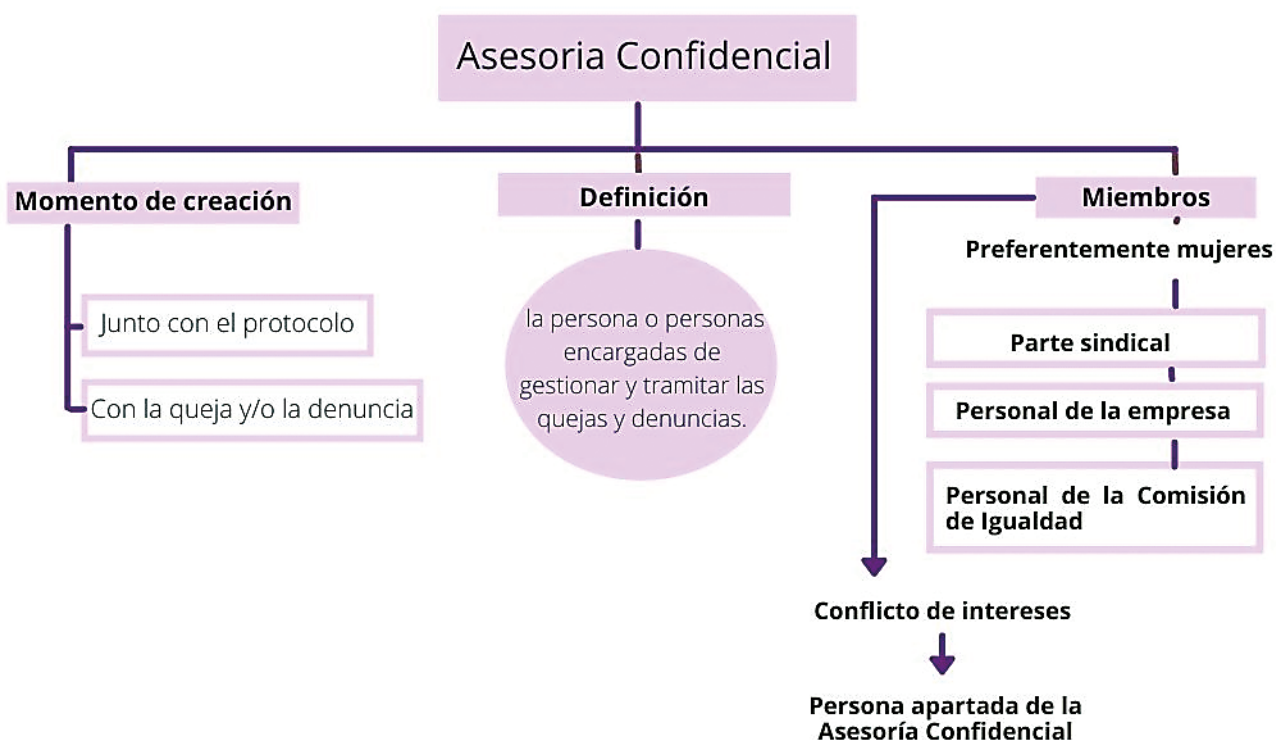 Asesoria Confidencial
Momento de creación
Junto con el protocolo
Con la queja y/o la denuncia
Definición
la persona o personas
encargadas de
gestionar y tramitar las
quejas y denuncias.
Miembros
Preferentemente mujeres
Parte sindical
Personal de la empresa
Personal de la Comisión
de Igualdad
Conflicto de intereses
Persona apartada de la
Asesoría Confidencial